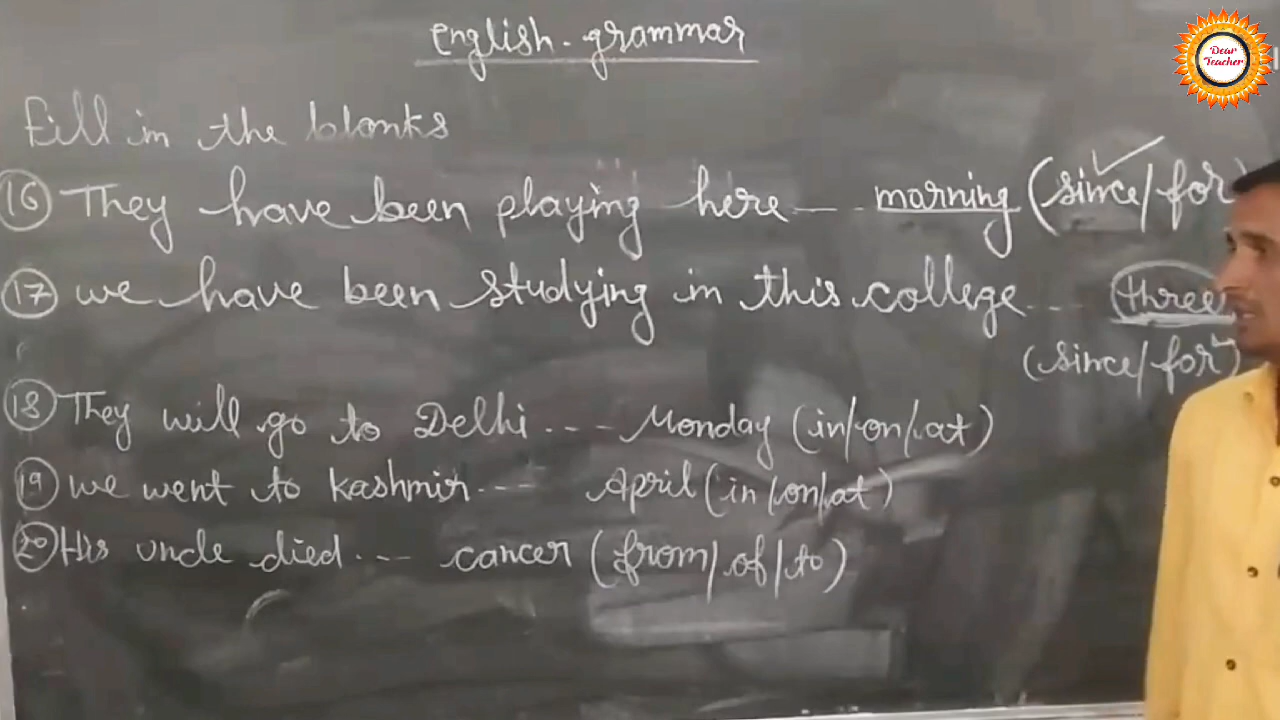 English - grammar
Dear
Teacher
Fill in the blanks
16 They have been playing here --- morning (since/for)
17 we have been studying in this college --- three
(since/for)
18 They will go to Delhi --- Monday (in/on/at)
19 we went to Kashmir --- April (in/on/at)
20 His uncle died --- cancer (from/of/to)